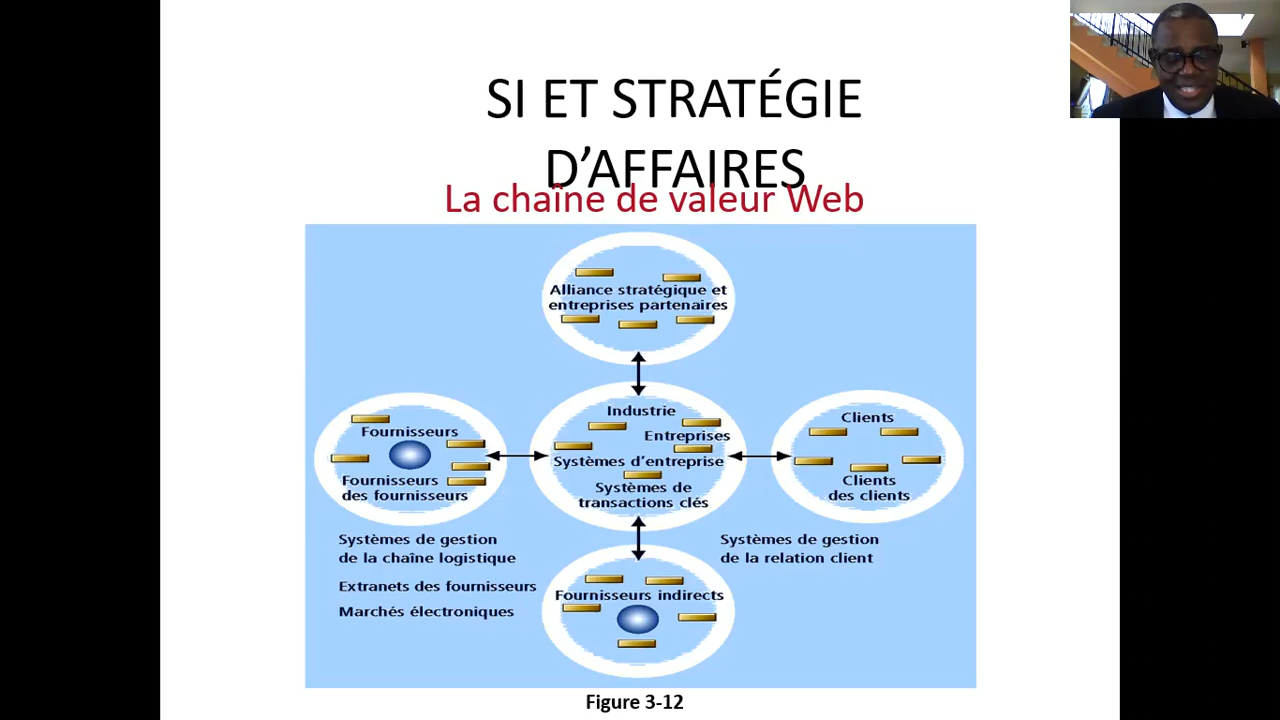 SI ET STRATÉGIE
D’AFFAIRES
La chaîne de valeur Web
Alliance stratégique et
entreprises partenaires
Industrie
Entreprises
Systèmes d’entreprise
Systèmes de
transactions clés
Fournisseurs
Fournisseurs
des fournisseurs
Clients
Clients
des clients
Systèmes de gestion
de la chaîne logistique
Extranets des fournisseurs
Marchés électroniques
Systèmes de gestion
de la relation client
Fournisseurs indirects
Figure 3-12